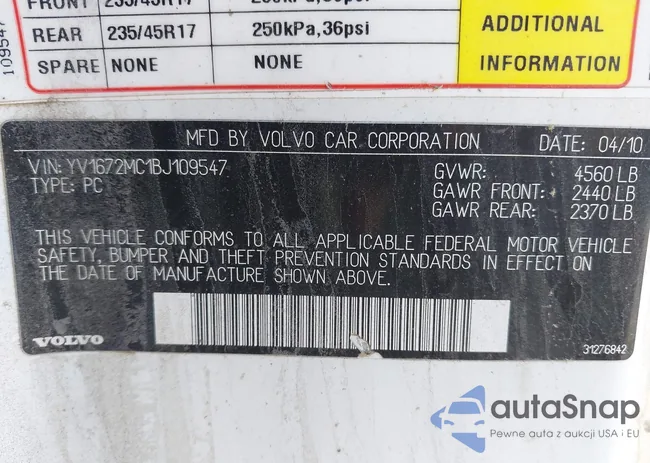 FRONT 235/45R17
REAR 235/45R17 250kPa,36psi
SPARE NONE NONE
ADDITIONAL
INFORMATION
109547
MFD BY VOLVO CAR CORPORATION DATE: 04/10
VIN: YV1672MC1BJ109547 GVWR: 4560 LB
TYPE: PC GAWR FRONT: 2440 LB
GAWR REAR: 2370 LB
THIS VEHICLE CONFORMS TO ALL APPLICABLE FEDERAL MOTOR VEHICLE
SAFETY, BUMPER AND THEFT PREVENTION STANDARDS IN EFFECT ON
THE DATE OF MANUFACTURE SHOWN ABOVE.
VOLVO
31276842
autaSnap
Pewne auta z aukcji USA i EU